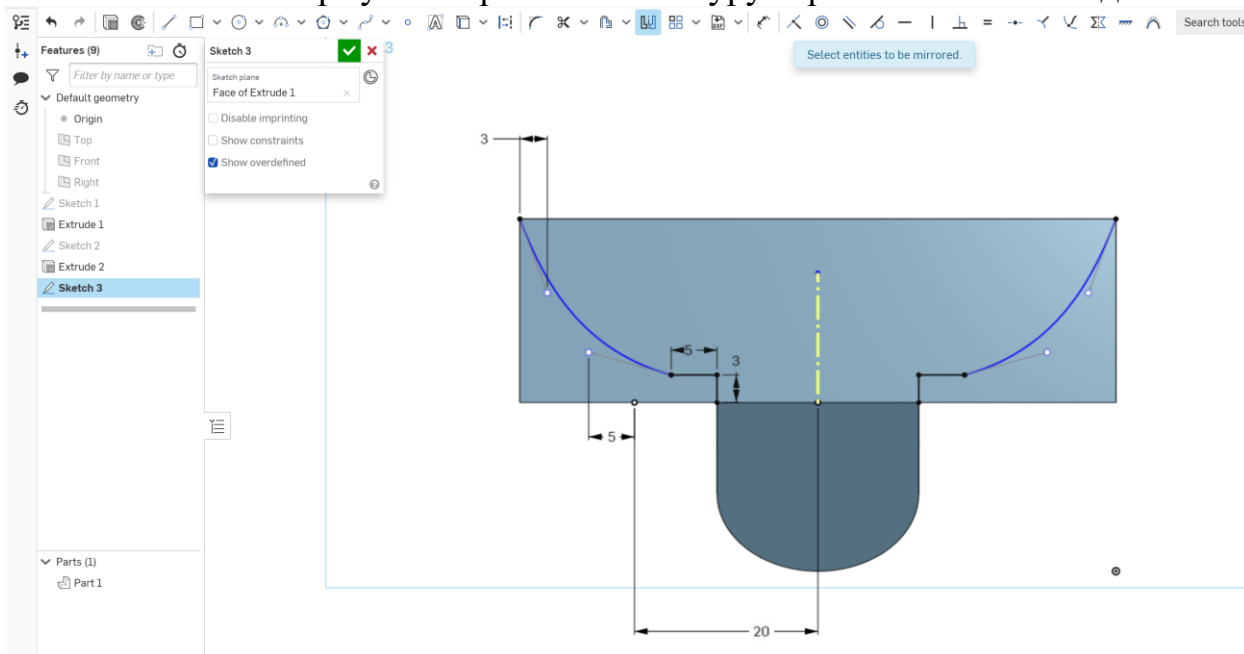 Search tools
Features (9)
Filter by name or type
Default geometry
Origin
Top
Front
Right
Sketch 1
Extrude 1
Sketch 2
Extrude 2
Sketch 3
Parts (1)
Part 1
Sketch 3
Sketch plane
Face of Extrude 1
Disable imprinting
Show constraints
Show overdefined
3
Select entities to be mirrored.
3
5
3
5
20